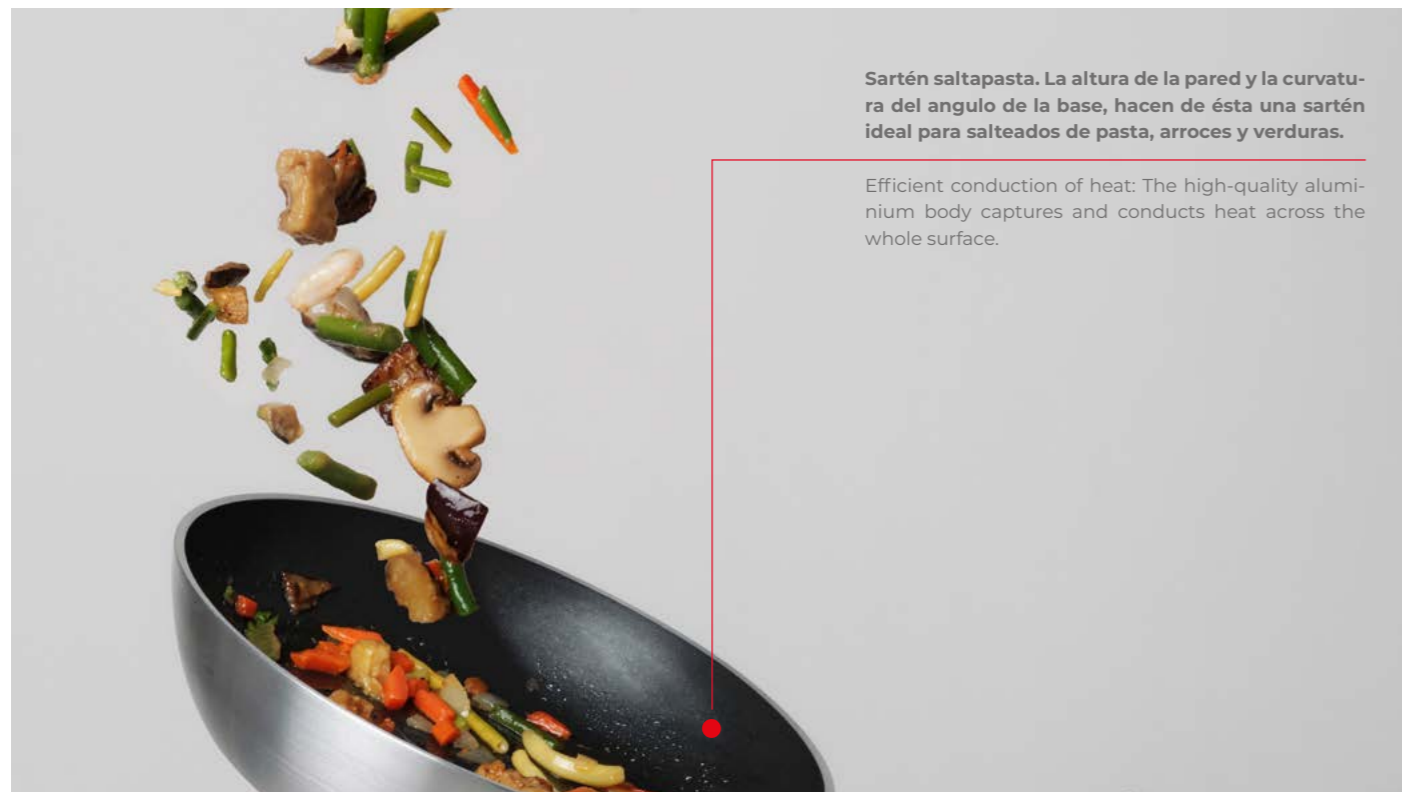 Sartén saltapasta. La altura de la pared y la curvatu-
ra del angulo de la base, hacen de ésta una sartén
ideal para salteados de pasta, arroces y verduras.
Efficient conduction of heat: The high-quality alumi-
nium body captures and conducts heat across the
whole surface.